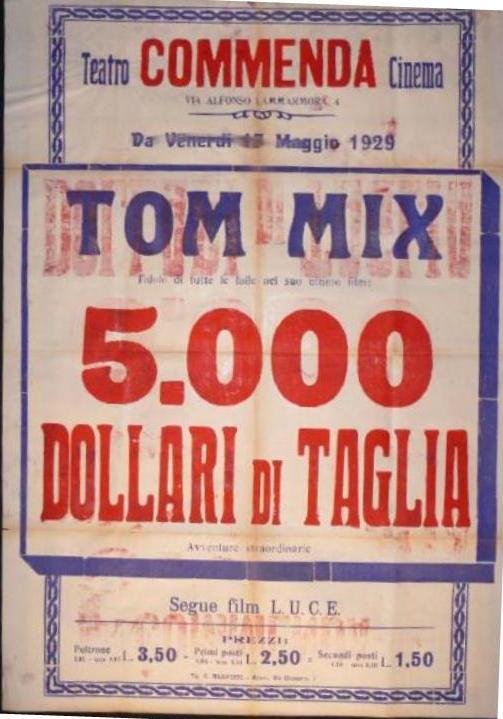 Teatro COMMENDA Cinema
VIA ALFONSO LAMMARMORA, 4
Da Venerdì 17 Maggio 1929
TOM MIX
l'idolo di tutte le folle nel suo ultimo film:
5.000
DOLLARI DI TAGLIA
Avventure straordinarie
Segue film L. U. C. E.
PREZZI:
Poltrone L. 3,50 - Primi posti L. 2,50 - Secondi posti L. 1,50